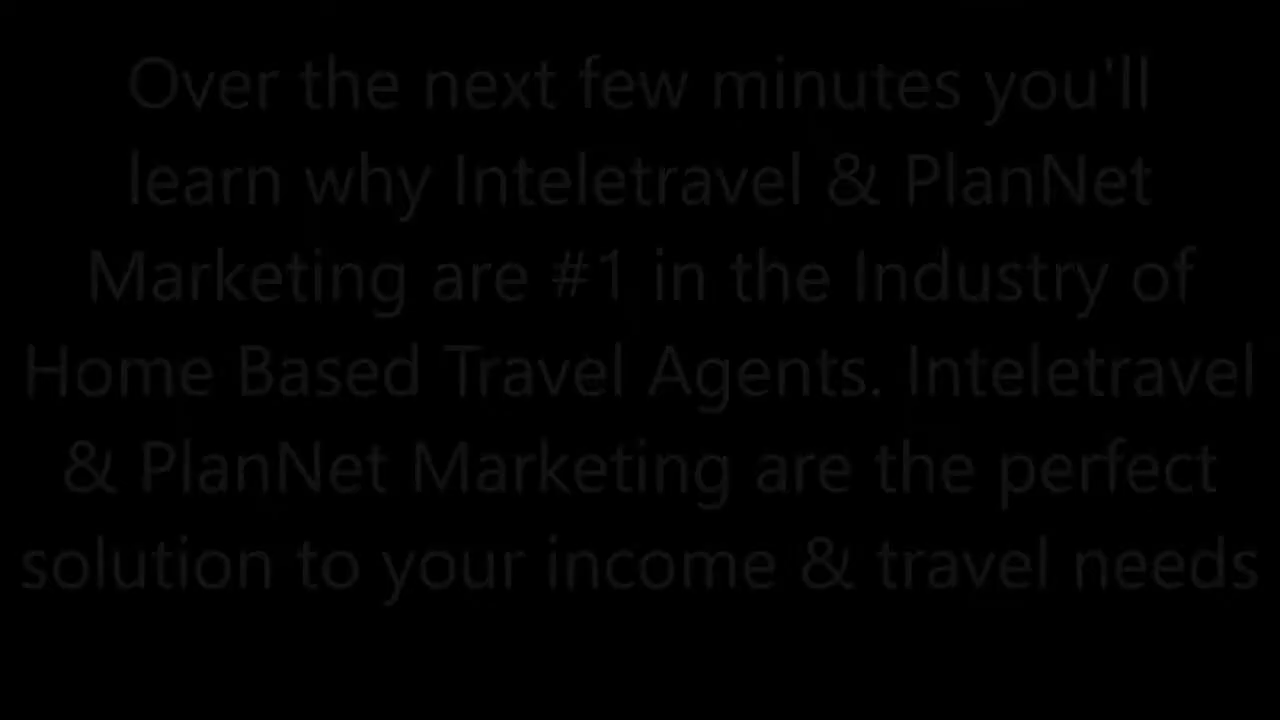 Over the next few minutes you'll
learn why Inteletravel & PlanNet
Marketing are #1 in the Industry of
Home Based Travel Agents. Inteletravel
& PlanNet Marketing are the perfect
solution to your income & travel needs